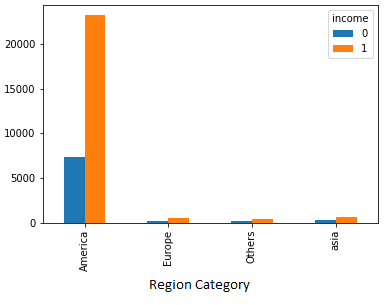 income
0
1
20000
15000
10000
5000
0
America
Europe
Others
asia
Region Category